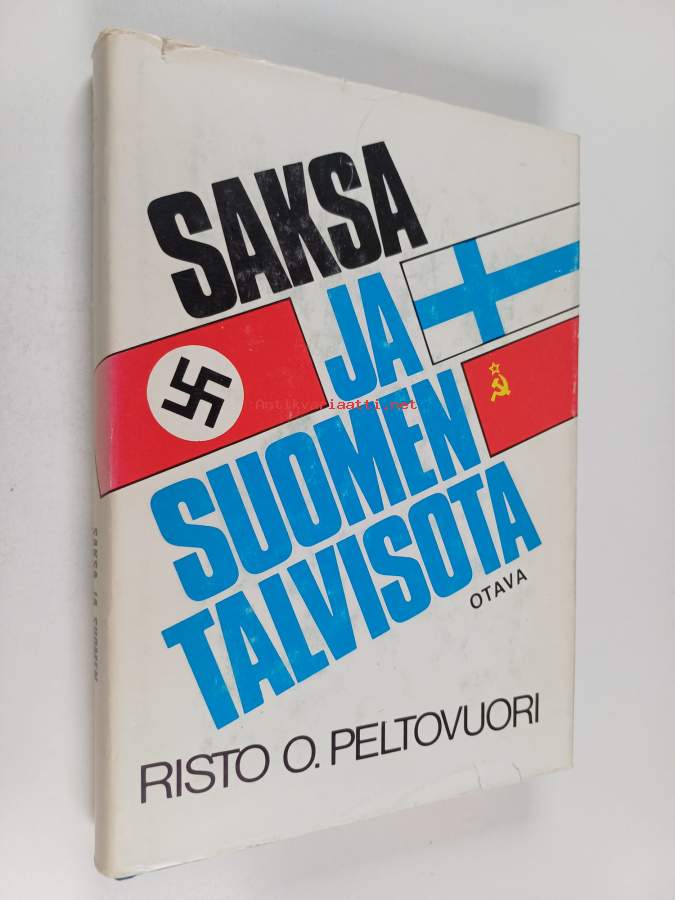 SAKSA
JA
Antikvariaatti.net
SUOMEN
TALVISOTA
OTAVA
RISTO O. PELTOVUORI
SAKSA JA SUOMEN